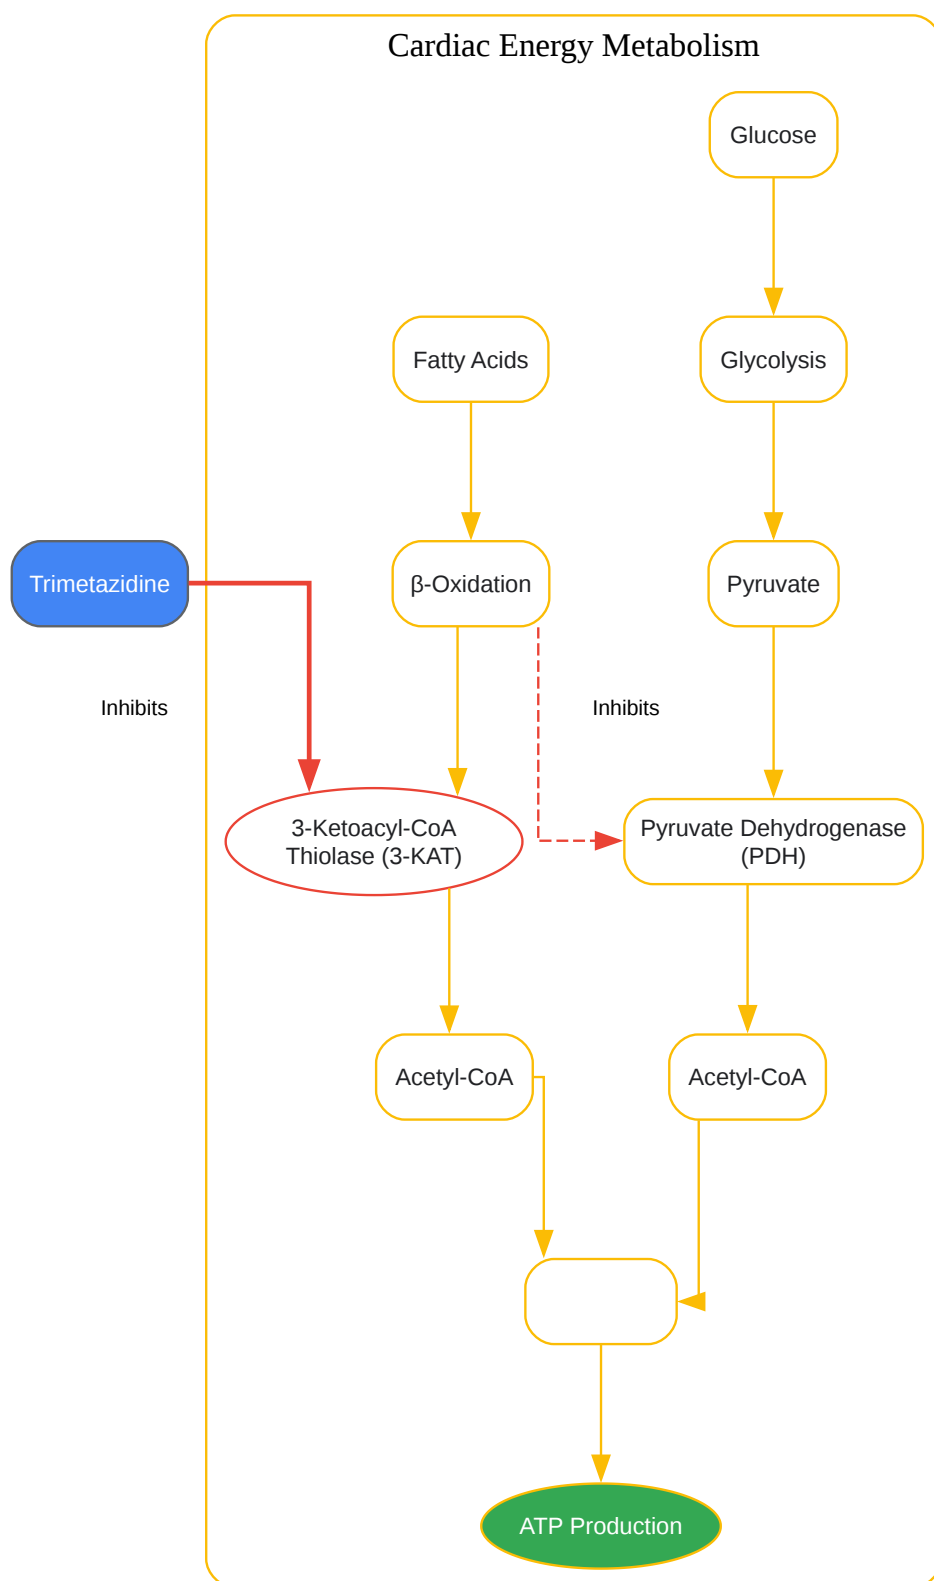 Cardiac Energy Metabolism
Glucose
Fatty Acids
Glycolysis
Trimetazidine
β-Oxidation
Pyruvate
Inhibits
Inhibits
3-Ketoacyl-CoA
Thiolase (3-KAT)
Pyruvate Dehydrogenase
(PDH)
Acetyl-CoA
Acetyl-CoA
ATP Production